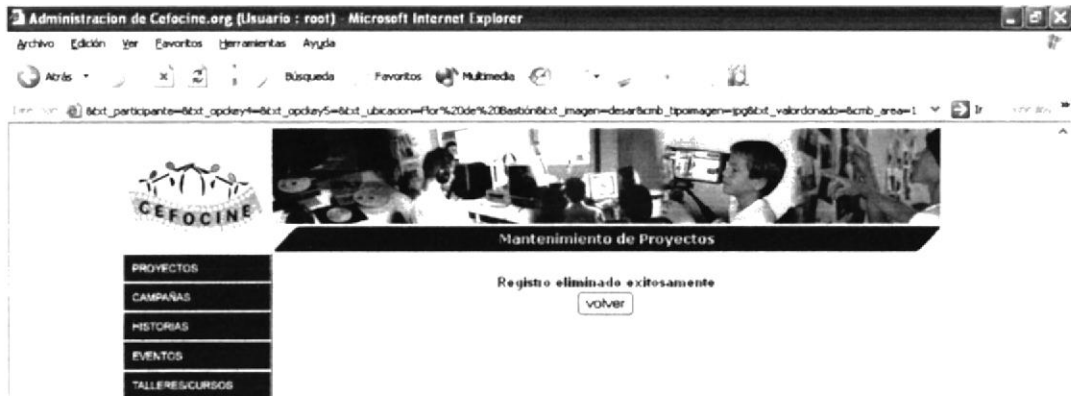 Administracion de Cefocine.org (Usuario : root) - Microsoft Internet Explorer
Archivo Edición Ver Favoritos Herramientas Ayuda
Atrás Búsqueda Favoritos Multimedia
&txt_participante=&txt_opckey4=&txt_opckey5=&txt_ubicacion=Flor%20de%20Bastión&txt_imagen=desar&cmb_tipoimagen=jpg&txt_valordonado=&cmb_area=1 Ir
CEFOCINE
Mantenimiento de Proyectos
PROYECTOS
Registro eliminado exitosamente
CAMPAÑAS
volver
HISTORIAS
EVENTOS
TALLERES/CURSOS